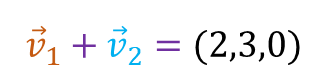 v⃗₁ + v⃗₂ = (2,3,0)